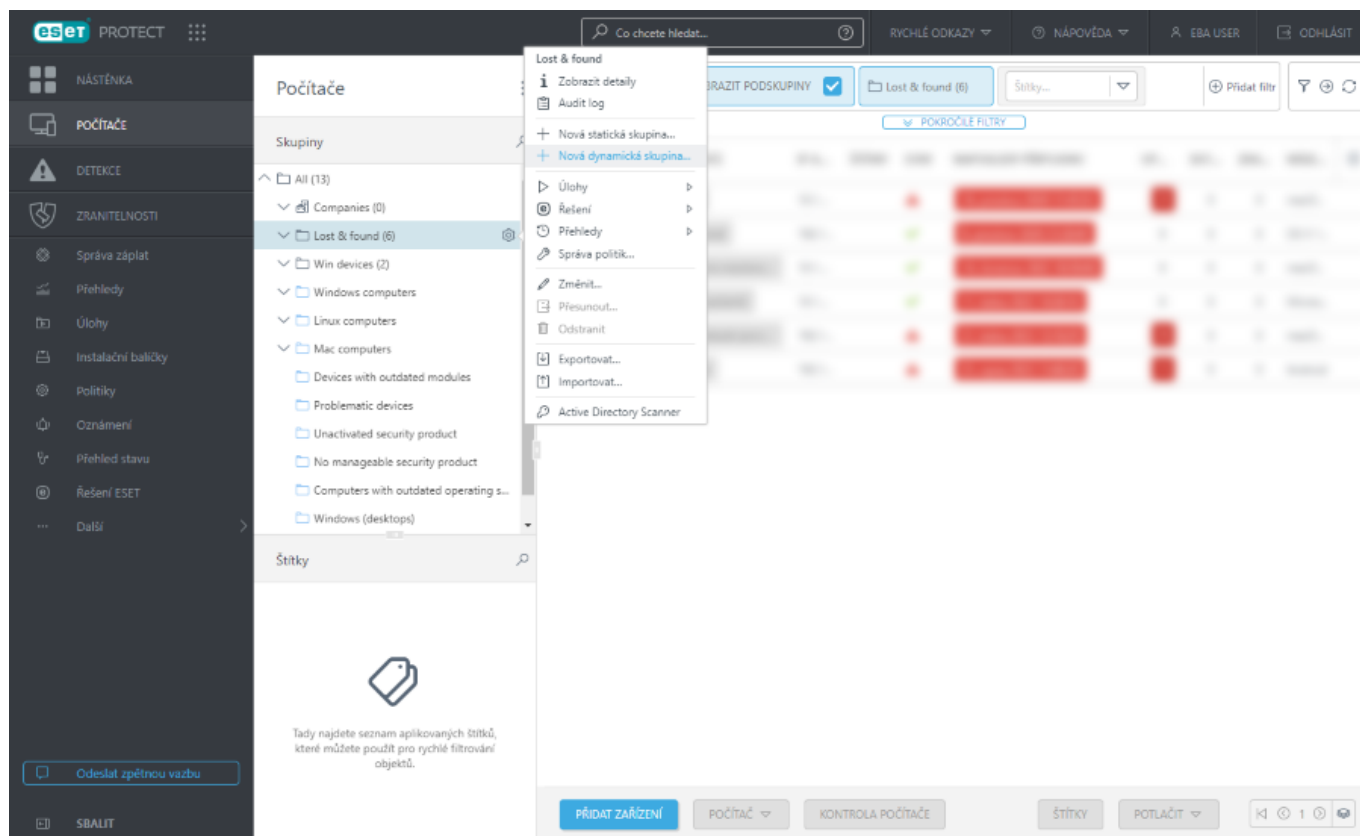 eset PROTECT
Co chcete hledat...
RYCHLÉ ODKAZY
NÁPOVĚDA
EBA USER
ODHLÁSIT
NÁSTĚNKA
POČÍTAČE
DETEKCE
ZRANITELNOSTI
Správa záplat
Přehledy
Úlohy
Instalační balíčky
Politiky
Oznámení
Přehled stavu
Řešení ESET
Další
Odeslat zpětnou vazbu
SBALIT
Počítače
Skupiny
All (13)
Companies (0)
Lost & found (6)
Win devices (2)
Windows computers
Linux computers
Mac computers
Devices with outdated modules
Problematic devices
Unactivated security product
No manageable security product
Computers with outdated operating s...
Windows (desktops)
Štítky
Tady najdete seznam aplikovaných štítků,
které můžete použít pro rychlé filtrování
objektů.
Lost & found
Zobrazit detaily
Audit log
Nová statická skupina...
Nová dynamická skupina...
Úlohy
Řešení
Přehledy
Správa politik...
Změnit...
Přesunout...
Odstranit
Exportovat...
Importovat...
Active Directory Scanner
PODSKUPINY
Lost & found (6)
Štítky...
Přidat filtr
POKROČILÉ FILTRY
PŘIDAT ZAŘÍZENÍ
POČÍTAČ
KONTROLA POČÍTAČE
ŠTÍTKY
POTLAČIT
1